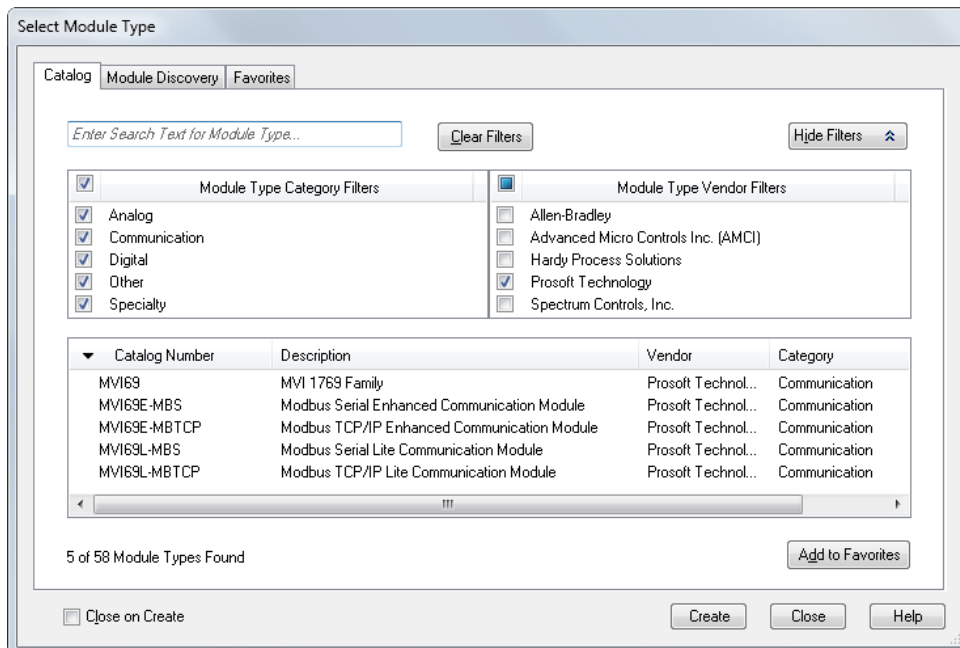 Select Module Type
Catalog Module Discovery Favorites
Enter Search Text for Module Type... Clear Filters Hide Filters
Module Type Category Filters Module Type Vendor Filters
Analog Allen-Bradley
Communication Advanced Micro Controls Inc. (AMCI)
Digital Hardy Process Solutions
Other Prosoft Technology
Specialty Spectrum Controls, Inc.
Catalog Number Description Vendor Category
MVI69 MVI 1769 Family Prosoft Technol... Communication
MVI69E-MBS Modbus Serial Enhanced Communication Module Prosoft Technol... Communication
MVI69E-MBTCP Modbus TCP/IP Enhanced Communication Module Prosoft Technol... Communication
MVI69L-MBS Modbus Serial Lite Communication Module Prosoft Technol... Communication
MVI69L-MBTCP Modbus TCP/IP Lite Communication Module Prosoft Technol... Communication
5 of 58 Module Types Found Add to Favorites
Close on Create Create Close Help